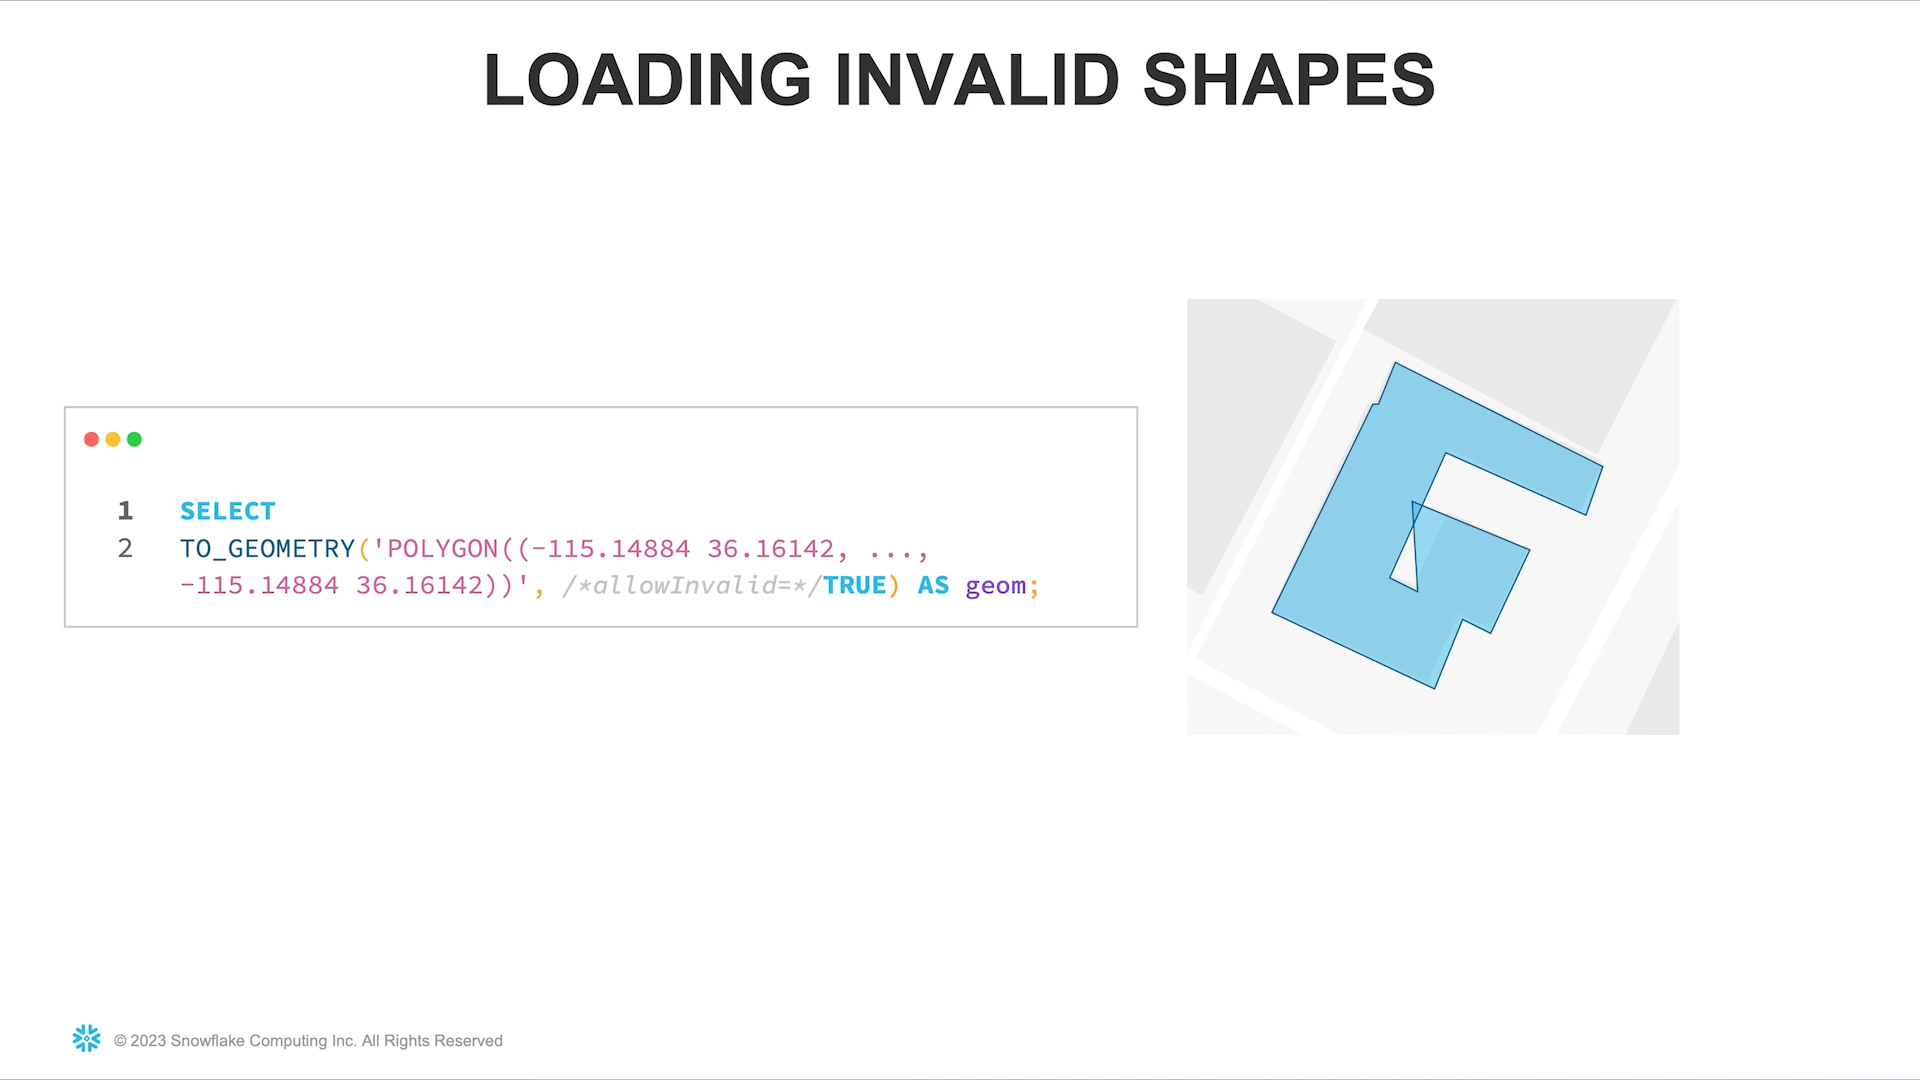 LOADING INVALID SHAPES
1 SELECT
2 TO_GEOMETRY('POLYGON((-115.14884 36.16142, ...,
-115.14884 36.16142))', /*allowInvalid=*/TRUE) AS geom;
© 2023 Snowflake Computing Inc. All Rights Reserved